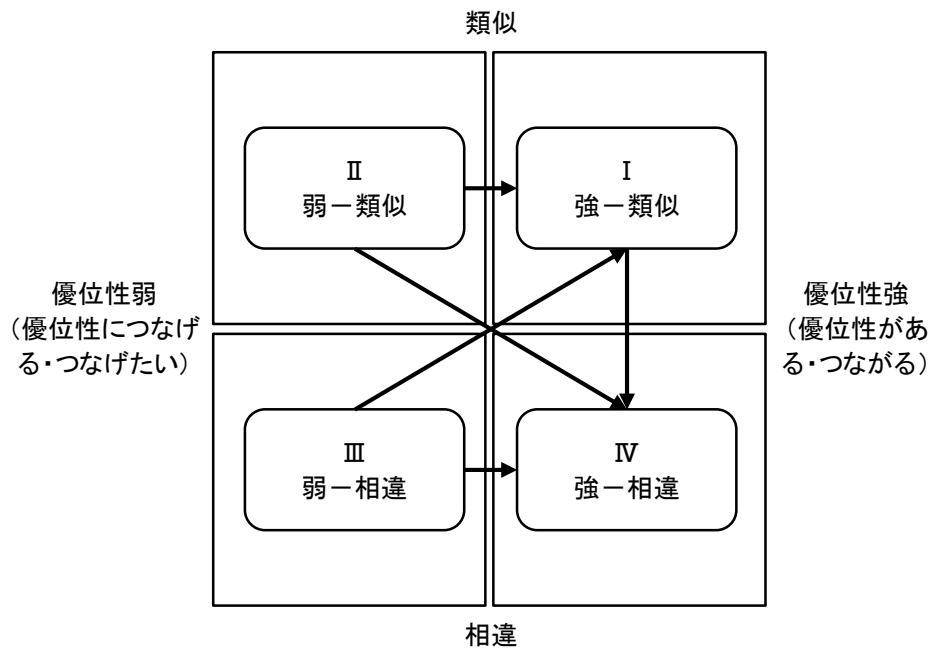 類似
Ⅱ
弱－類似
Ⅰ
強－類似
優位性弱
（優位性につなげ
る・つなげたい）
優位性強
（優位性があ
る・つながる）
Ⅲ
弱－相違
Ⅳ
強－相違
相違